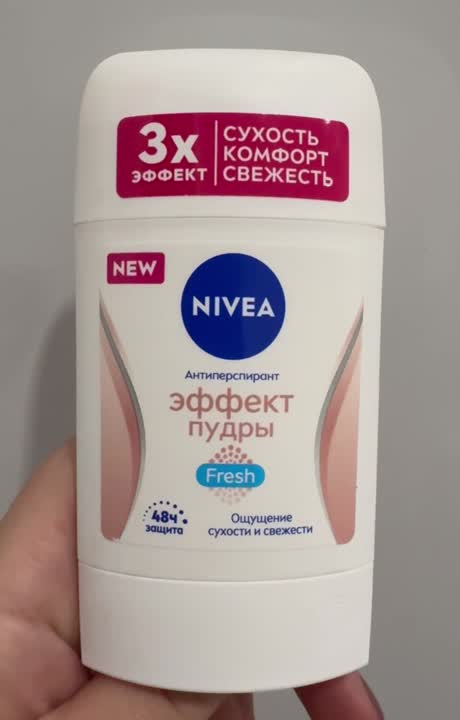 3x
ЭФФЕКТ
СУХОСТЬ
КОМФОРТ
СВЕЖЕСТЬ
NEW
NIVEA
Антиперспирант
эффект
пудры
Fresh
48ч
защита
Ощущение
сухости и свежести